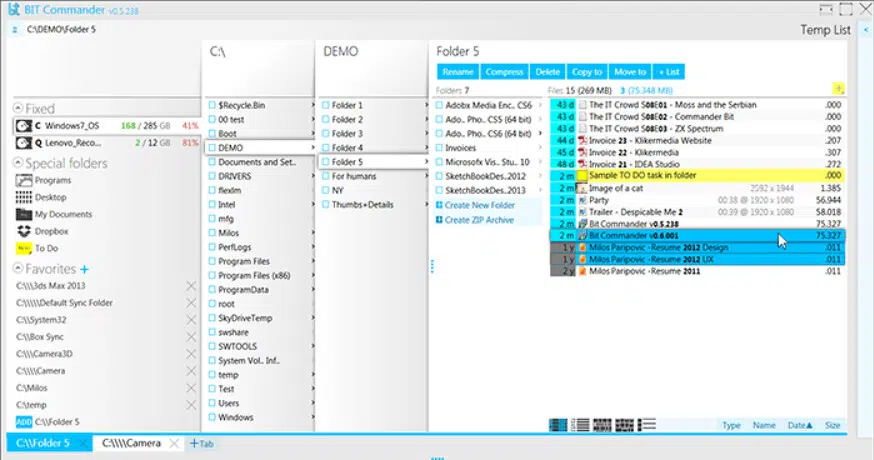 BIT Commander v0.5.238
C:\DEMO\Folder 5
Temp List
Fixed
C Windows7_OS 168 / 285 GB 41%
Q Lenovo_Reco... 2 / 12 GB 81%
Special folders
Programs
Desktop
My Documents
Dropbox
To Do
Favorites +
C:\\\3ds Max 2013
C:\\\\\Default Sync Folder
C:\\System32
C:\\Box Sync
C:\\\Camera3D
C:\\\\Camera
C:\Milos
C:\temp
ADD C:\\Folder 5
C:\
$Recycle.Bin
00 test
Boot
DEMO
Documents and Set..
DRIVERS
flexlm
Intel
mfg
Milos
PerfLogs
Program Files
Program Files (x86)
ProgramData
root
SkyDriveTemp
swshare
SWTOOLS
System Vol.. Inf..
temp
Test
Users
Windows
DEMO
Folder 1
Folder 2
Folder 3
Folder 4
Folder 5
For humans
NY
Thumbs+Details
Folder 5
Rename Compress Delete Copy to Move to + List
Folders 7
Adobx Media Enc.. CS6
Ado.. Pho.. CS5 (64 bit)
Ado.. Pho.. CS6 (64 bit)
Invoices
Microsoft Vis.. Stu.. 10
SketchBookDes..2012
SketchBookDes..2013
Create New Folder
Create ZIP Archive
Files 15 (269 MB) 3 (75.348 MB)
43 d The IT Crowd S08E01 - Moss and the Serbian .000
43 d The IT Crowd S08E02 - Commander Bit .000
43 d The IT Crowd S08E03 - ZX Spectrum .000
44 d Invoice 23 - Klikermedia Website .207
45 d Invoice 22 - Klikermedia .307
48 d Invoice 21 - IDEA Studio .272
2 m Sample TO DO task in folder .000
2 m Image of a cat 2592 x 1944 1.385
2 m Party 00:38 @ 1920 x 1080 56.944
2 m Trailer - Despicable Me 2 00:39 @ 1920 x 1080 58.018
2 m Bit Commander v0.5.238 75.327
2 m Bit Commander v0.6.001 75.327
1 y Milos Paripovic - Resume 2012 Design .011
1 y Milos Paripovic - Resume 2012 UX .011
2 y Milos Paripovic - Resume 2011 .011
Type Name Date▲ Size
C:\\Folder 5 C:\\\\Camera +Tab